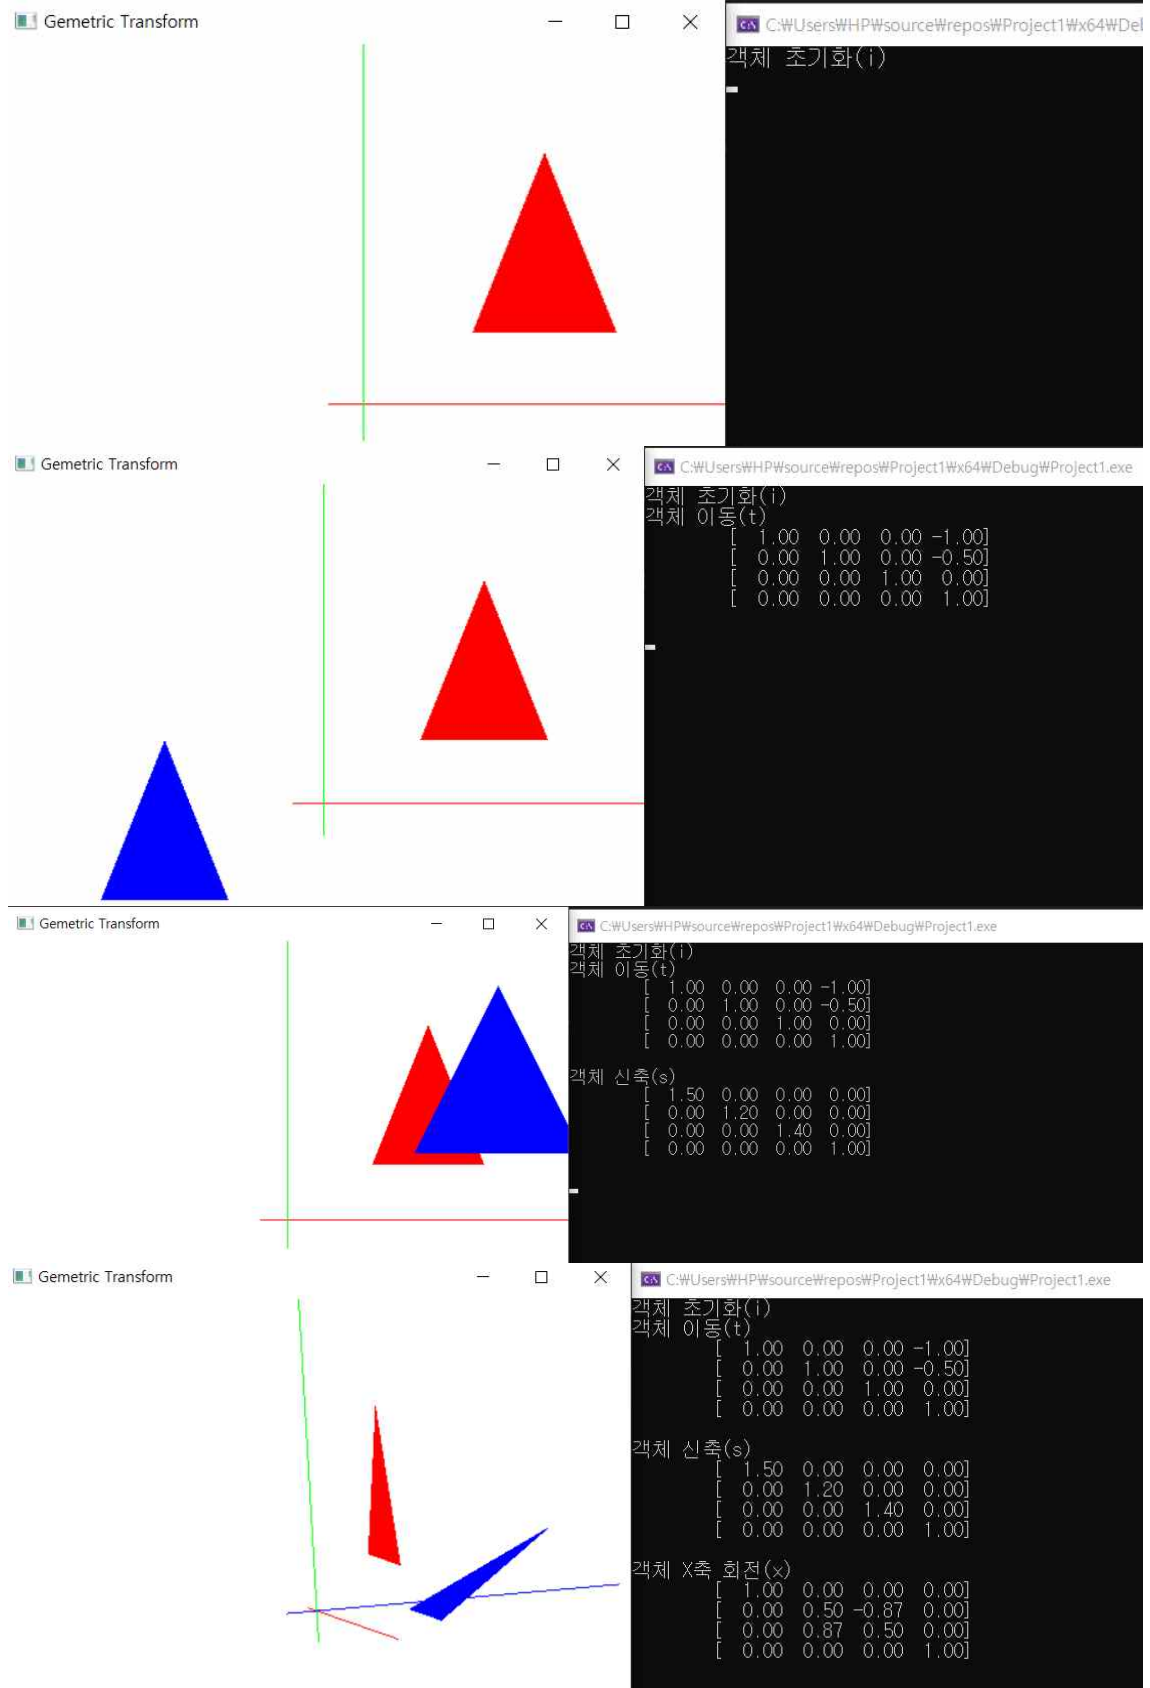 Gemetric Transform
C:\Users\HP\source\repos\Project1\x64\Del
객체 초기화(i)
Gemetric Transform
C:\Users\HP\source\repos\Project1\x64\Debug\Project1.exe
객체 초기화(i)
객체 이동(t)
[ 1.00 0.00 0.00 -1.00]
[ 0.00 1.00 0.00 -0.50]
[ 0.00 0.00 1.00 0.00]
[ 0.00 0.00 0.00 1.00]
Gemetric Transform
C:\Users\HP\source\repos\Project1\x64\Debug\Project1.exe
객체 초기화(i)
객체 이동(t)
[ 1.00 0.00 0.00 -1.00]
[ 0.00 1.00 0.00 -0.50]
[ 0.00 0.00 1.00 0.00]
[ 0.00 0.00 0.00 1.00]
객체 신축(s)
[ 1.50 0.00 0.00 0.00]
[ 0.00 1.20 0.00 0.00]
[ 0.00 0.00 1.40 0.00]
[ 0.00 0.00 0.00 1.00]
Gemetric Transform
C:\Users\HP\source\repos\Project1\x64\Debug\Project1.exe
객체 초기화(i)
객체 이동(t)
[ 1.00 0.00 0.00 -1.00]
[ 0.00 1.00 0.00 -0.50]
[ 0.00 0.00 1.00 0.00]
[ 0.00 0.00 0.00 1.00]
객체 신축(s)
[ 1.50 0.00 0.00 0.00]
[ 0.00 1.20 0.00 0.00]
[ 0.00 0.00 1.40 0.00]
[ 0.00 0.00 0.00 1.00]
객체 X축 회전(x)
[ 1.00 0.00 0.00 0.00]
[ 0.00 0.50 -0.87 0.00]
[ 0.00 0.87 0.50 0.00]
[ 0.00 0.00 0.00 1.00]